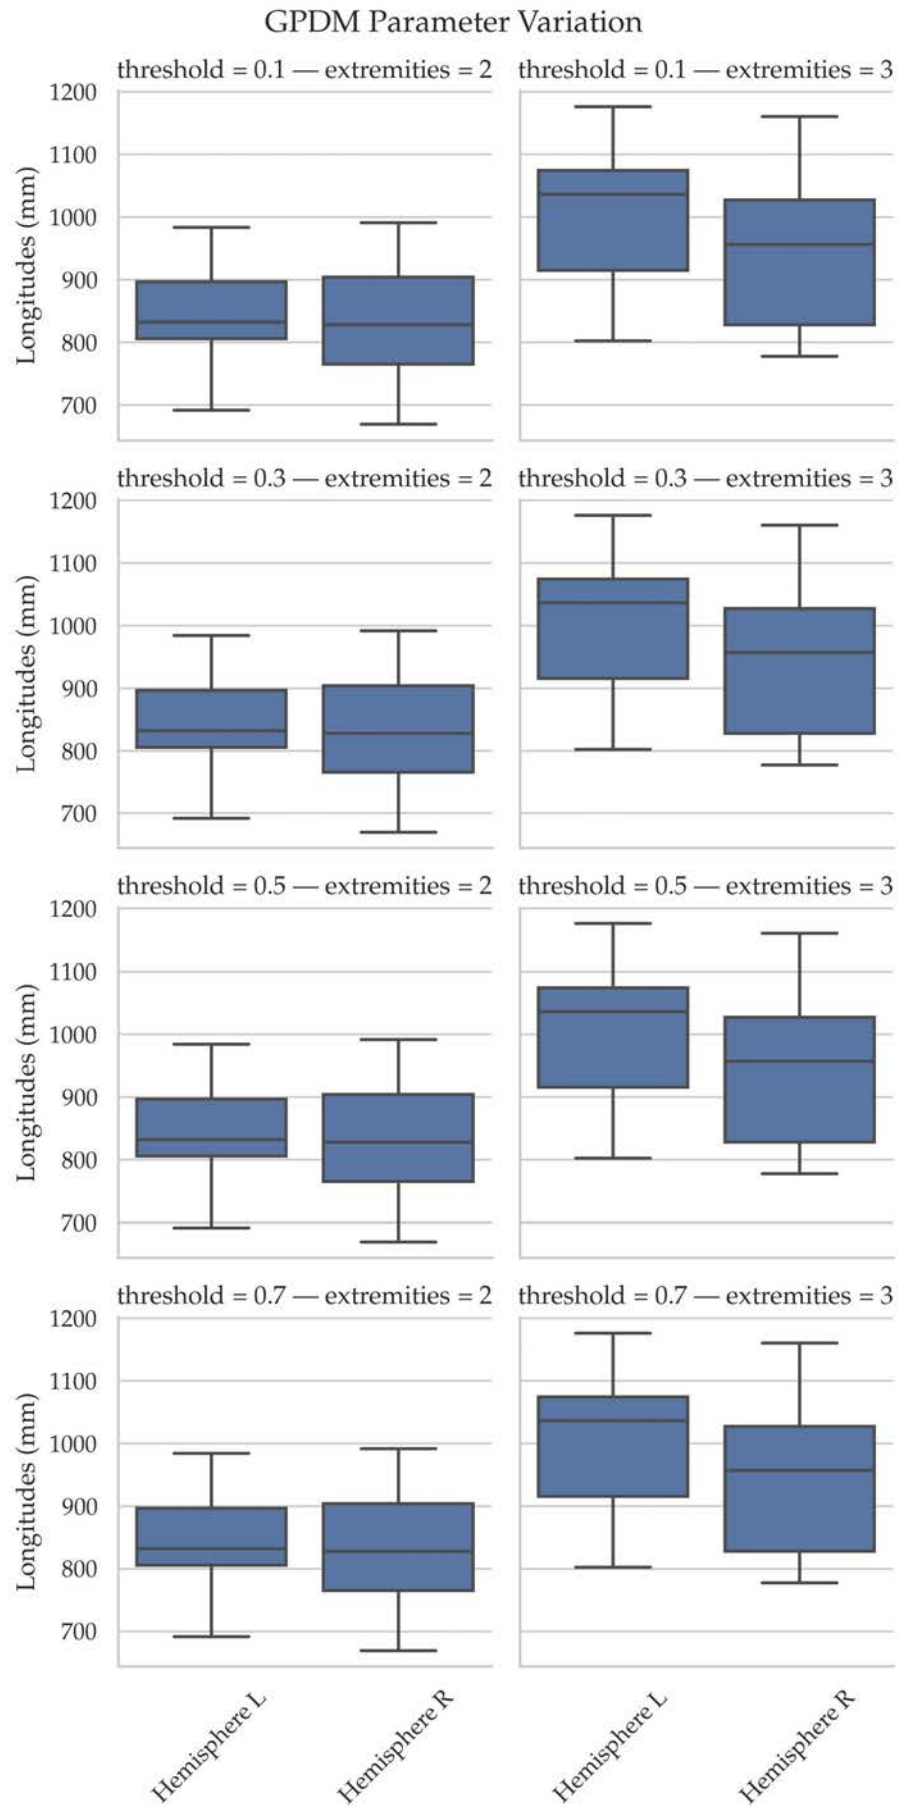 GPDM Parameter Variation
threshold = 0.1 — extremities = 2 threshold = 0.1 — extremities = 3
1200
1100
1000
900
800
700
Longitudes (mm)
threshold = 0.3 — extremities = 2 threshold = 0.3 — extremities = 3
1200
1100
1000
900
800
700
Longitudes (mm)
threshold = 0.5 — extremities = 2 threshold = 0.5 — extremities = 3
1200
1100
1000
900
800
700
Longitudes (mm)
threshold = 0.7 — extremities = 2 threshold = 0.7 — extremities = 3
1200
1100
1000
900
800
700
Longitudes (mm)
Hemisphere L
Hemisphere R
Hemisphere L
Hemisphere R